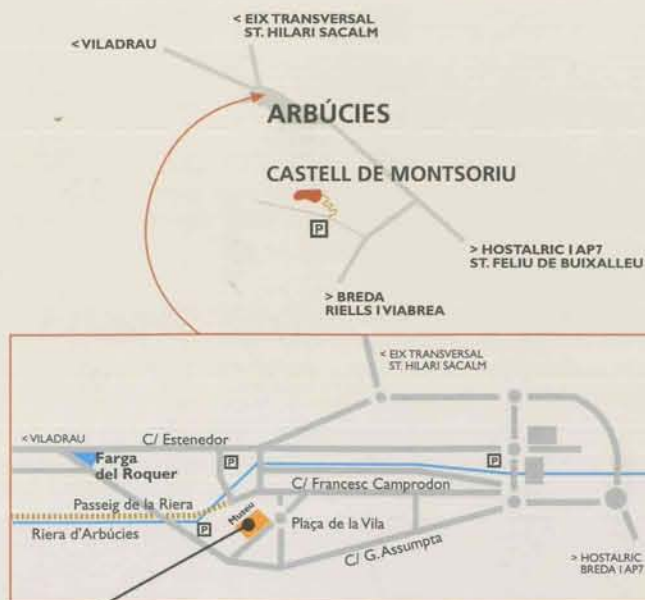 < EIX TRANSVERSAL
ST. HILARI SACALM
< VILADRAU
ARBÚCIES
CASTELL DE MONTSORIU
P
> HOSTALRIC I AP7
ST. FELIU DE BUIXALLEU
> BREDA
RIELLS I VIABREA
< EIX TRANSVERSAL
ST. HILARI SACALM
< VILADRAU
C/ Estenedor
Farga
del Roquer
P
P
C/ Francesc Camprodon
Passeig de la Riera
Museu
Plaça de la Vila
Riera d'Arbúcies
P
C/ G. Assumpta
> HOSTALRIC
BREDA I AP7